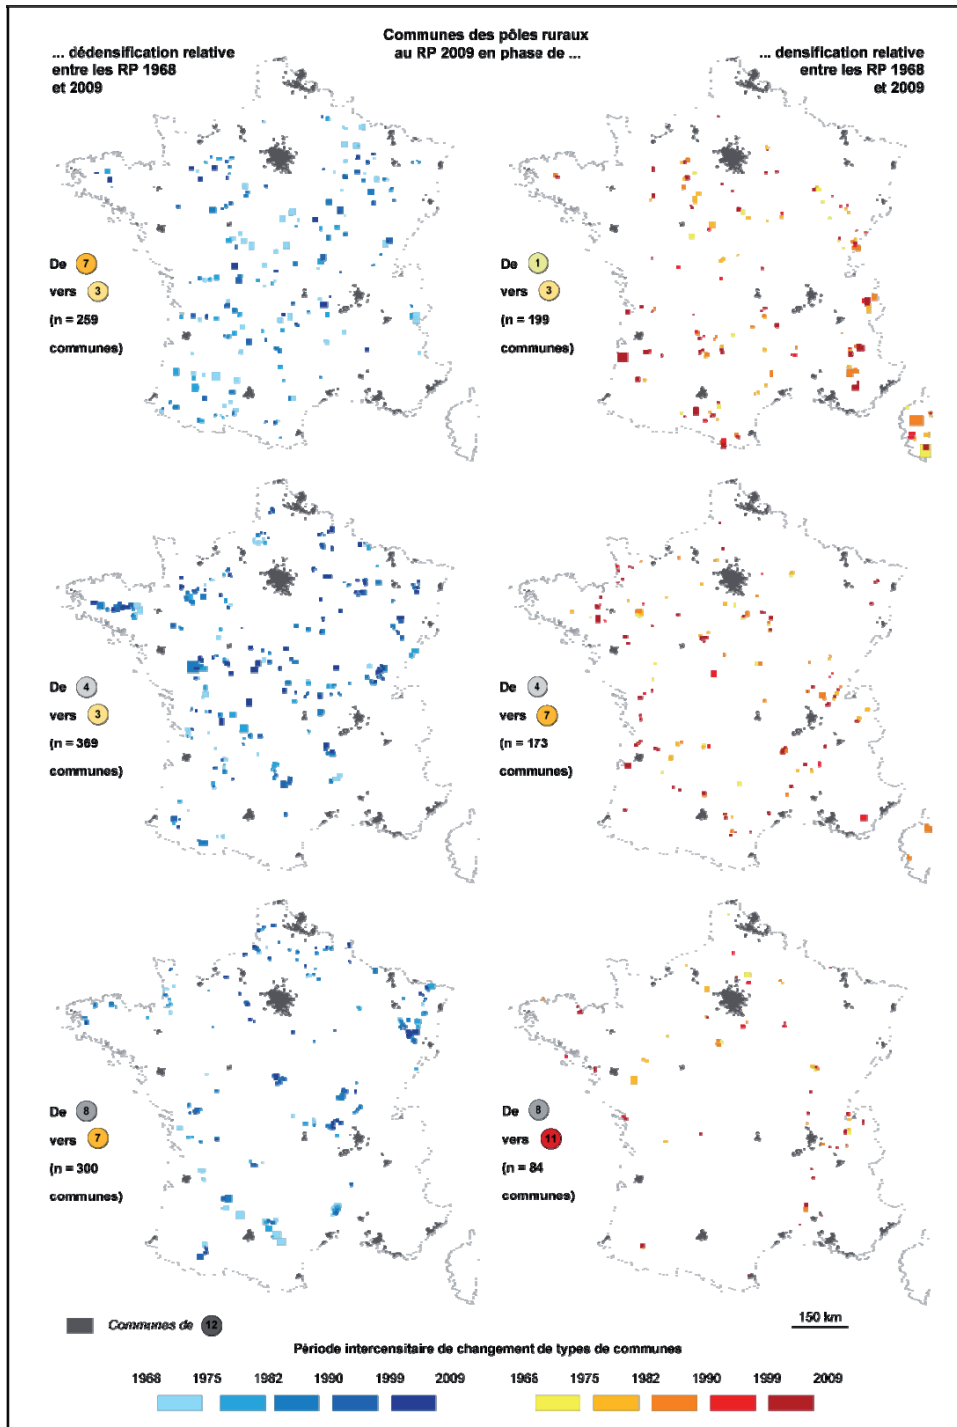 Communes des pôles ruraux
au RP 2009 en phase de ...
... dédensification relative
entre les RP 1968
et 2009
... densification relative
entre les RP 1968
et 2009
De 7
vers 3
(n = 259
communes)
De 1
vers 3
(n = 199
communes)
De 4
vers 3
(n = 369
communes)
De 4
vers 7
(n = 173
communes)
De 8
vers 7
(n = 300
communes)
De 8
vers 11
(n = 84
communes)
Communes de 12
150 km
Période intercensitaire de changement de types de communes
1968 1975 1982 1990 1999 2009
1968 1975 1982 1990 1999 2009